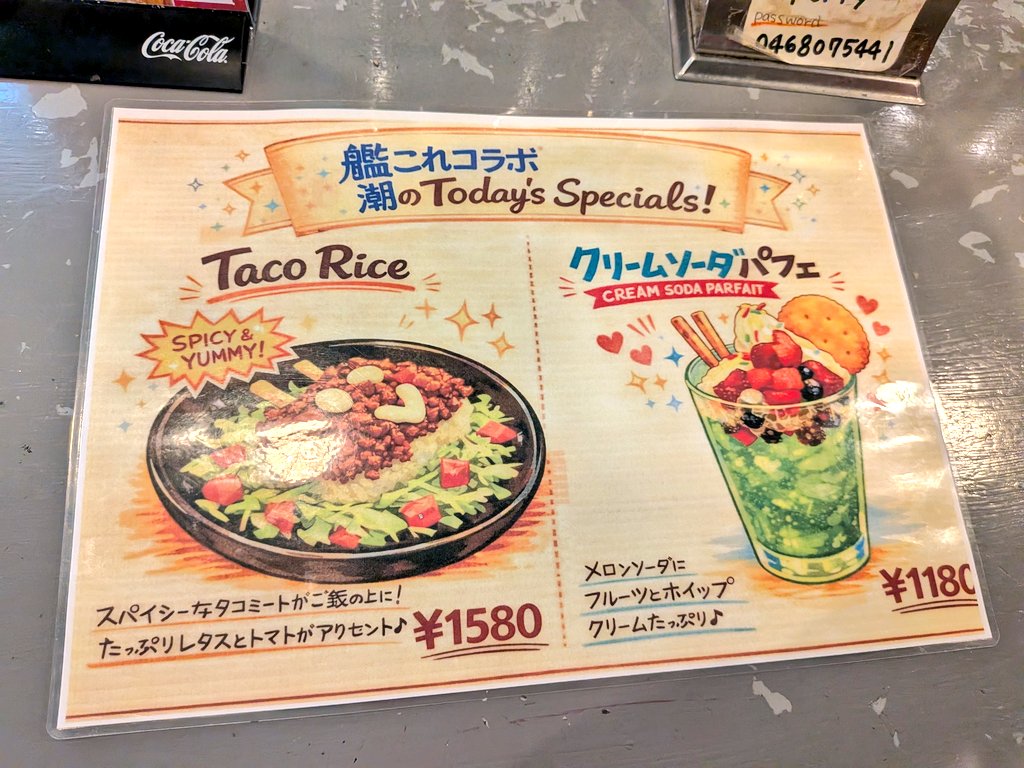 Coca-Cola
password
0468075441
艦これコラボ
潮のToday's Specials!
Taco Rice
SPICY &
YUMMY!
スパイシーなタコミートがご飯の上に!
たっぷりレタスとトマトがアクセント♪
¥1580
クリームソーダパフェ
CREAM SODA PARFAIT
メロンソーダに
フルーツとホイップ
クリームたっぷり♪
¥1180